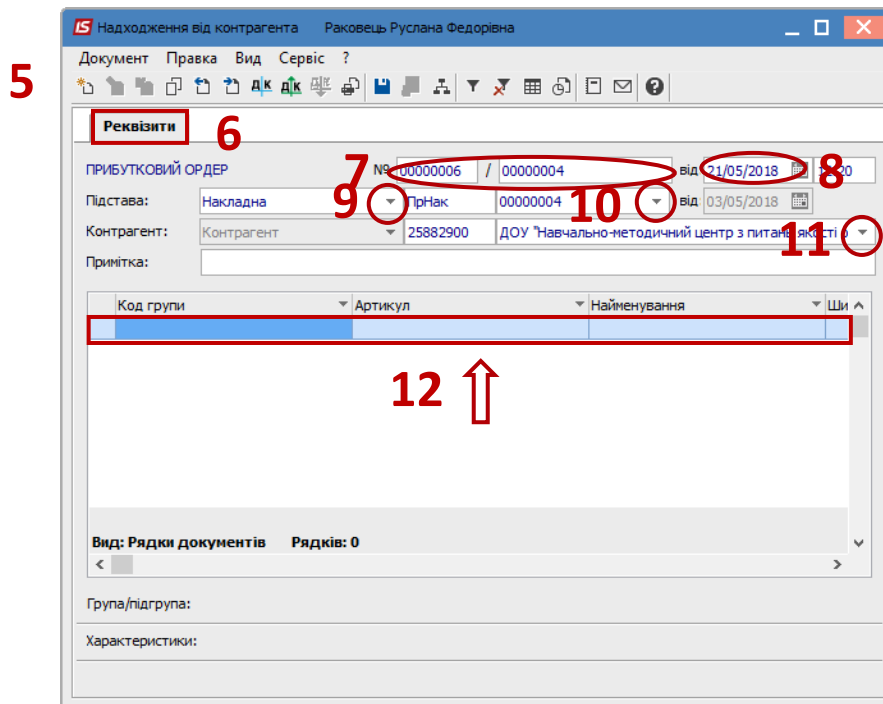 IS Надходження від контрагента Раковець Руслана Федорівна
Документ Правка Вид Сервіс ?
5
Реквізити 6
ПРИБУТКОВИЙ ОРДЕР 7 № 00000006 / 00000004 від 21/05/2018 8
Підстава: Накладна 9 ПрНак 00000004 10 від 03/05/2018
Контрагент: Контрагент 25882900 ДОУ "Навчально-методичний центр з питань якості о 11
Примітка:
Код групи Артикул Найменування Ши
12
Вид: Рядки документів Рядків: 0
Група/підгрупа:
Характеристики: